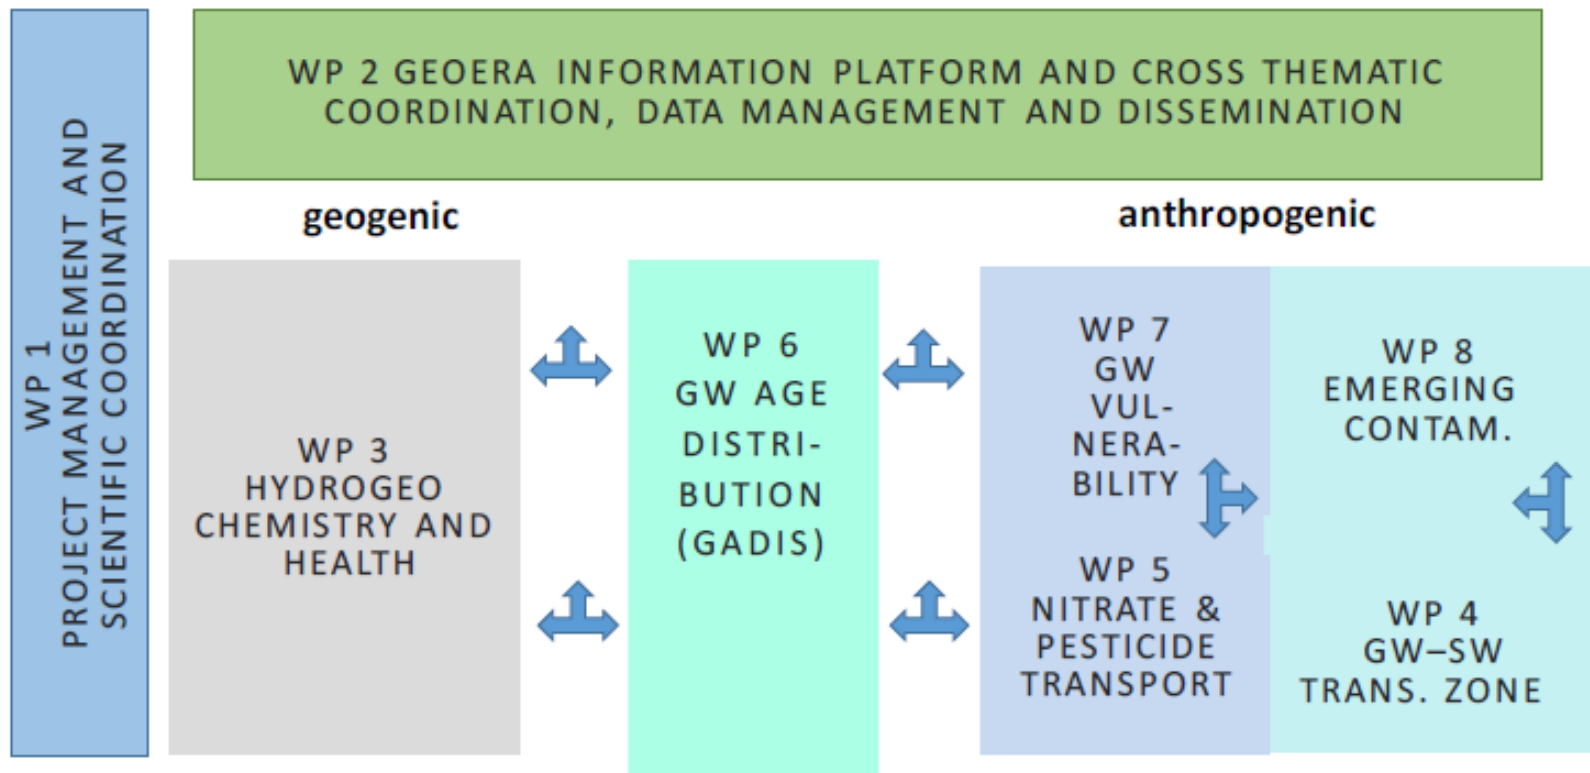 WP 1
PROJECT MANAGEMENT AND
SCIENTIFIC COORDINATION
WP 2 GEOERA INFORMATION PLATFORM AND CROSS THEMATIC
COORDINATION, DATA MANAGEMENT AND DISSEMINATION
geogenic
anthropogenic
WP 3
HYDROGEO
CHEMISTRY AND
HEALTH
WP 6
GW AGE
DISTRI-
BUTION
(GADIS)
WP 7
GW
VUL-
NERA-
BILITY
WP 5
NITRATE &
PESTICIDE
TRANSPORT
WP 8
EMERGING
CONTAM.
WP 4
GW–SW
TRANS. ZONE